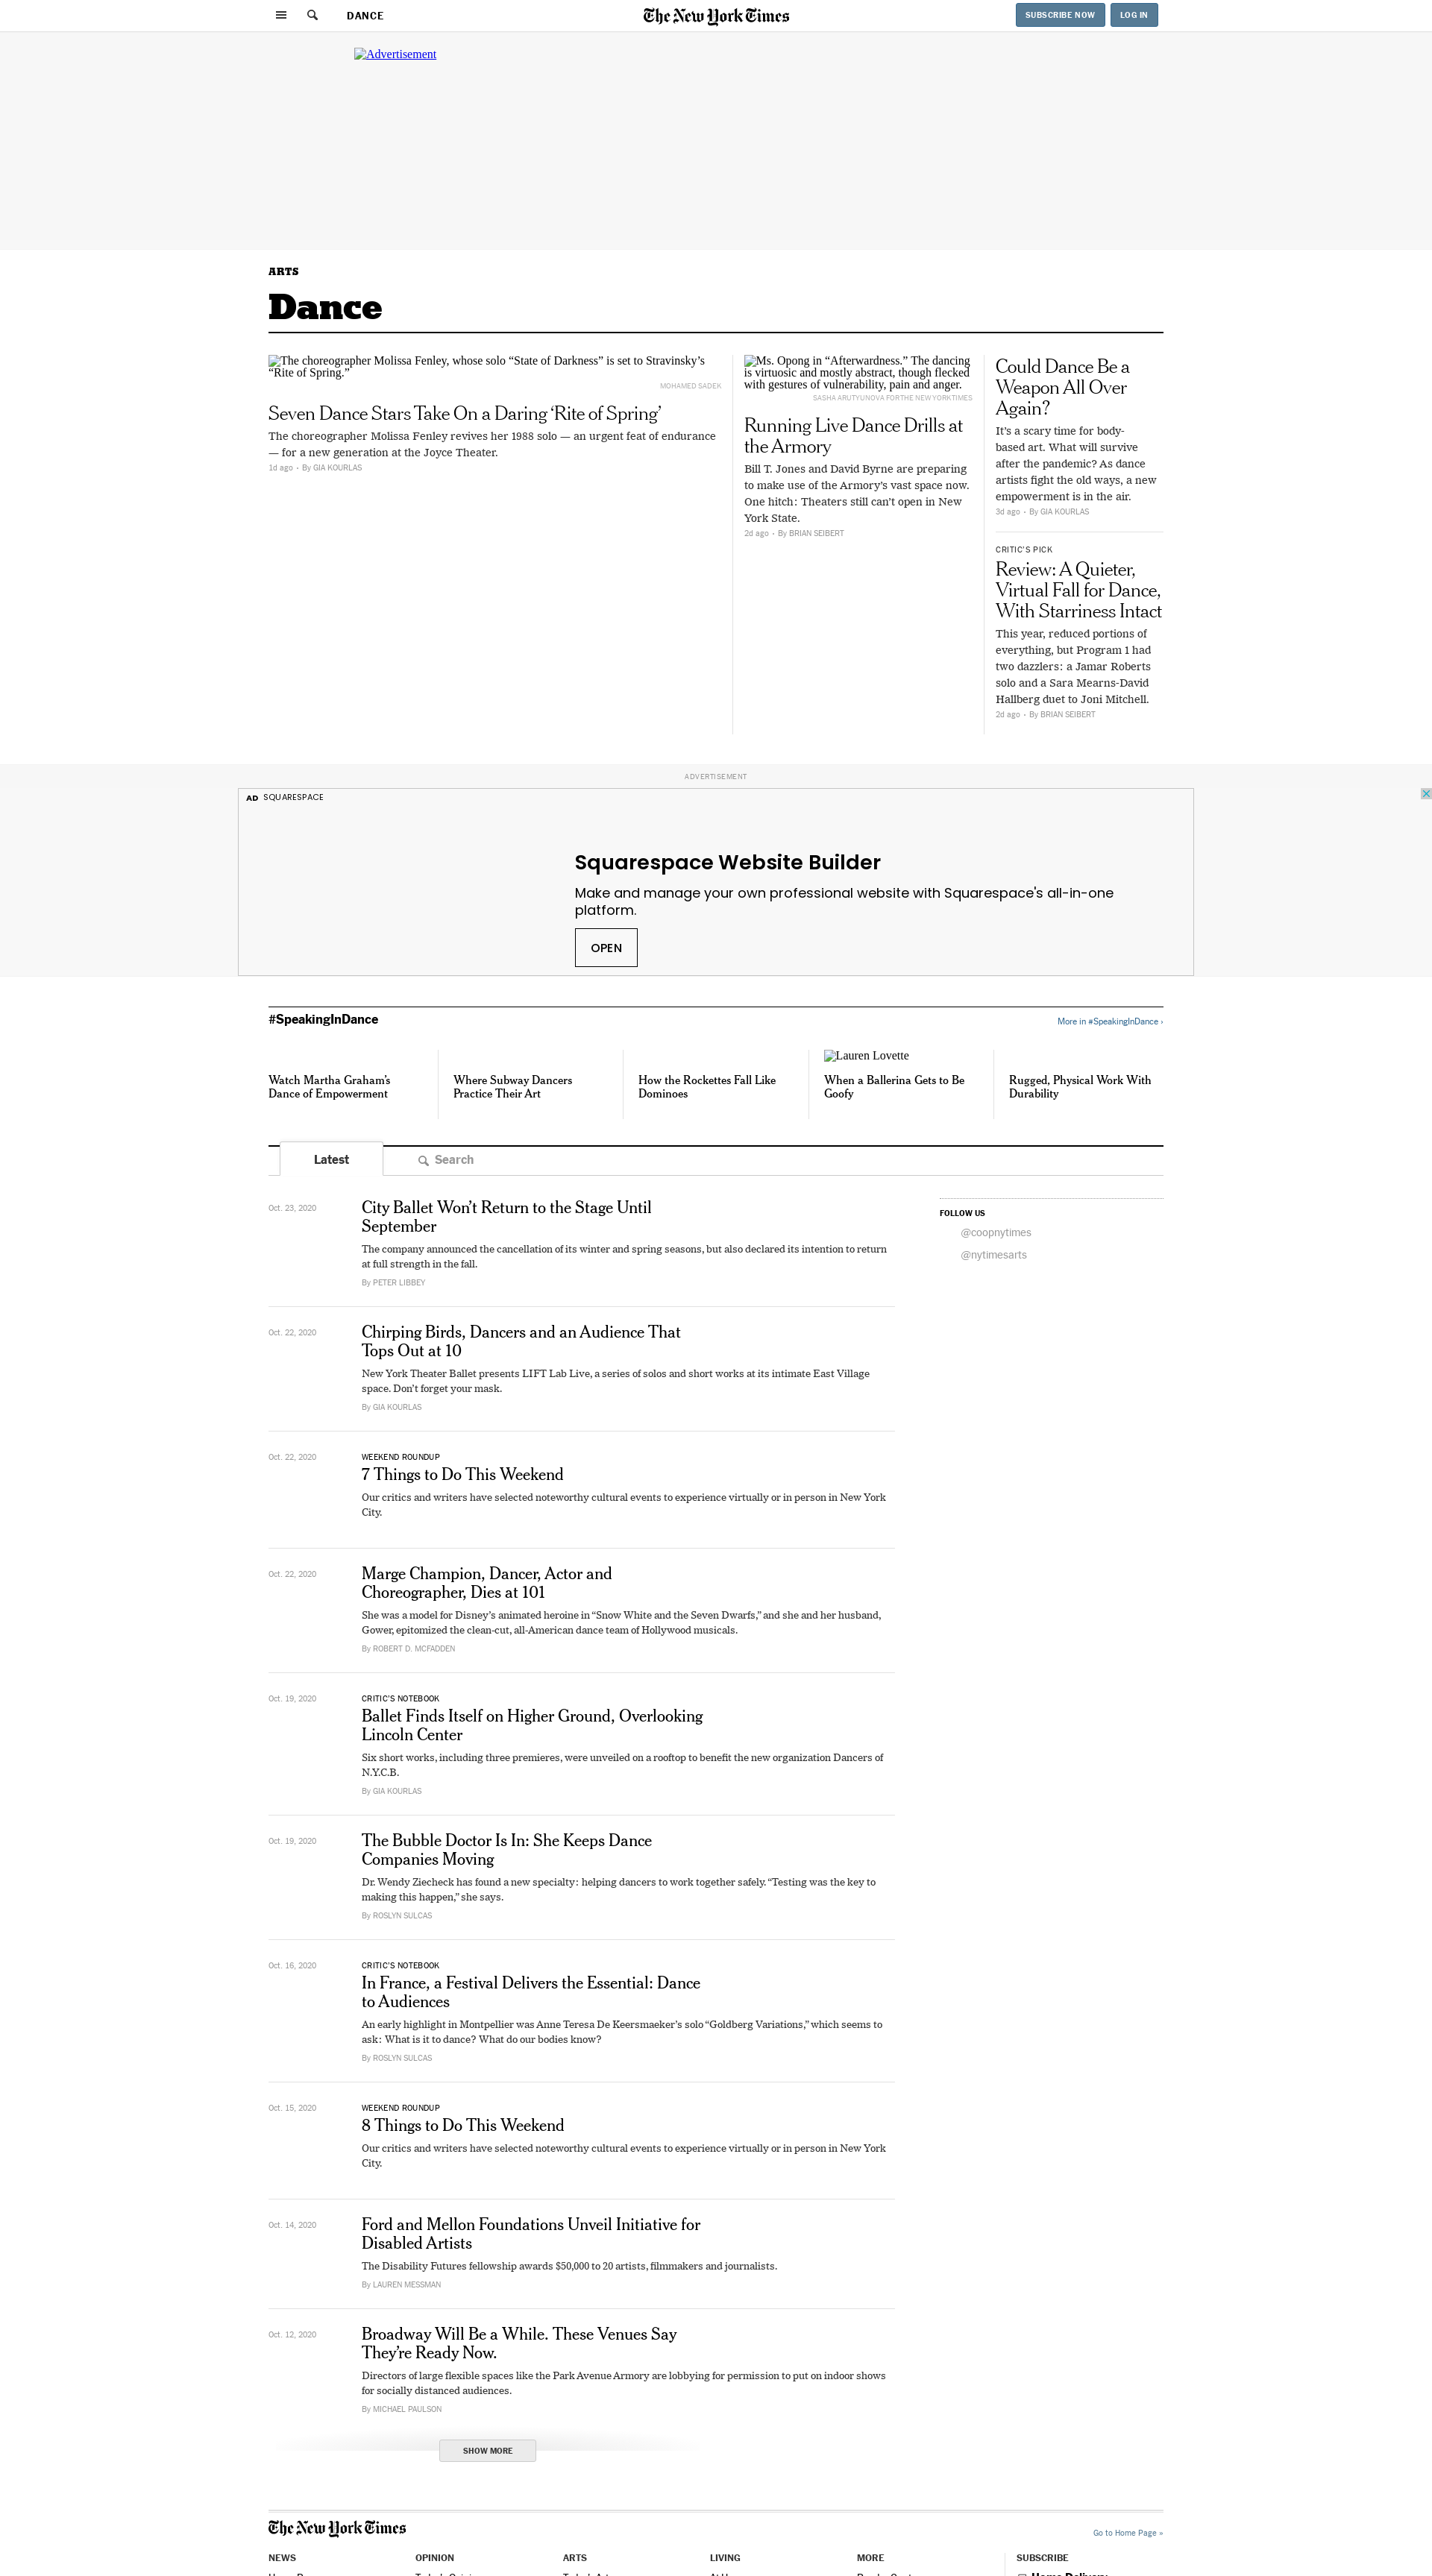 DANCE
The New York Times
SUBSCRIBE NOW
LOG IN
Advertisement
ARTS
Dance
The choreographer Molissa Fenley, whose solo “State of Darkness” is set to Stravinsky’s
“Rite of Spring.”
MOHAMED SADEK
Seven Dance Stars Take On a Daring ‘Rite of Spring’
The choreographer Molissa Fenley revives her 1988 solo — an urgent feat of endurance
— for a new generation at the Joyce Theater.
1d ago • By GIA KOURLAS
Ms. Opong in “Afterwardness.” The dancing
is virtuosic and mostly abstract, though flecked
with gestures of vulnerability, pain and anger.
SASHA ARUTYUNOVA FOR THE NEW YORK TIMES
Running Live Dance Drills at
the Armory
Bill T. Jones and David Byrne are preparing
to make use of the Armory’s vast space now.
One hitch: Theaters still can’t open in New
York State.
2d ago • By BRIAN SEIBERT
Could Dance Be a
Weapon All Over
Again?
It’s a scary time for body-
based art. What will survive
after the pandemic? As dance
artists fight the old ways, a new
empowerment is in the air.
3d ago • By GIA KOURLAS
CRITIC’S PICK
Review: A Quieter,
Virtual Fall for Dance,
With Starriness Intact
This year, reduced portions of
everything, but Program 1 had
two dazzlers: a Jamar Roberts
solo and a Sara Mearns-David
Hallberg duet to Joni Mitchell.
2d ago • By BRIAN SEIBERT
ADVERTISEMENT
AD SQUARESPACE
Squarespace Website Builder
Make and manage your own professional website with Squarespace's all-in-one
platform.
OPEN
#SpeakingInDance
More in #SpeakingInDance ›
Watch Martha Graham’s
Dance of Empowerment
Where Subway Dancers
Practice Their Art
How the Rockettes Fall Like
Dominoes
Lauren Lovette
When a Ballerina Gets to Be
Goofy
Rugged, Physical Work With
Durability
Latest
Search
Oct. 23, 2020
City Ballet Won’t Return to the Stage Until
September
The company announced the cancellation of its winter and spring seasons, but also declared its intention to return
at full strength in the fall.
By PETER LIBBEY
FOLLOW US
@coopnytimes
@nytimesarts
Oct. 22, 2020
Chirping Birds, Dancers and an Audience That
Tops Out at 10
New York Theater Ballet presents LIFT Lab Live, a series of solos and short works at its intimate East Village
space. Don’t forget your mask.
By GIA KOURLAS
Oct. 22, 2020
WEEKEND ROUNDUP
7 Things to Do This Weekend
Our critics and writers have selected noteworthy cultural events to experience virtually or in person in New York
City.
Oct. 22, 2020
Marge Champion, Dancer, Actor and
Choreographer, Dies at 101
She was a model for Disney’s animated heroine in “Snow White and the Seven Dwarfs,” and she and her husband,
Gower, epitomized the clean-cut, all-American dance team of Hollywood musicals.
By ROBERT D. MCFADDEN
Oct. 19, 2020
CRITIC’S NOTEBOOK
Ballet Finds Itself on Higher Ground, Overlooking
Lincoln Center
Six short works, including three premieres, were unveiled on a rooftop to benefit the new organization Dancers of
N.Y.C.B.
By GIA KOURLAS
Oct. 19, 2020
The Bubble Doctor Is In: She Keeps Dance
Companies Moving
Dr. Wendy Ziecheck has found a new specialty: helping dancers to work together safely. “Testing was the key to
making this happen,” she says.
By ROSLYN SULCAS
Oct. 16, 2020
CRITIC’S NOTEBOOK
In France, a Festival Delivers the Essential: Dance
to Audiences
An early highlight in Montpellier was Anne Teresa De Keersmaeker’s solo “Goldberg Variations,” which seems to
ask: What is it to dance? What do our bodies know?
By ROSLYN SULCAS
Oct. 15, 2020
WEEKEND ROUNDUP
8 Things to Do This Weekend
Our critics and writers have selected noteworthy cultural events to experience virtually or in person in New York
City.
Oct. 14, 2020
Ford and Mellon Foundations Unveil Initiative for
Disabled Artists
The Disability Futures fellowship awards $50,000 to 20 artists, filmmakers and journalists.
By LAUREN MESSMAN
Oct. 12, 2020
Broadway Will Be a While. These Venues Say
They’re Ready Now.
Directors of large flexible spaces like the Park Avenue Armory are lobbying for permission to put on indoor shows
for socially distanced audiences.
By MICHAEL PAULSON
SHOW MORE
The New York Times
Go to Home Page »
NEWS
OPINION
ARTS
LIVING
MORE
SUBSCRIBE